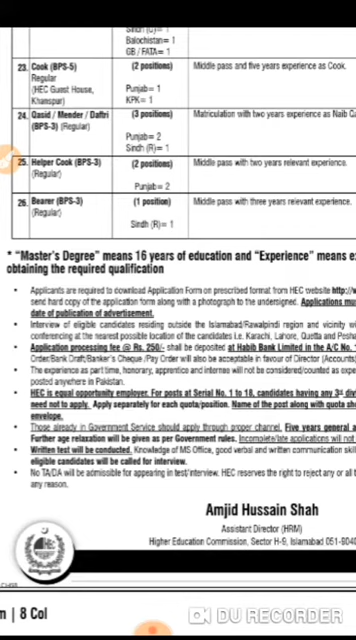 Sindh (U)= 1
Balochistan= 1
GB / FATA= 1
23. Cook (BPS-5) (2 positions) Middle pass and five years experience as Cook.
Regular
(HEC Guest House, Punjab= 1
Khanspur) KPK= 1
24. Qasid / Mender / Daftri (3 positions) Matriculation with two years experience as Naib Q
(BPS-3) (Regular) Punjab= 2
Sindh (R)= 1
25. Helper Cook (BPS-3) (2 positions) Middle pass with two years relevant experience.
(Regular)
Punjab= 2
26. Bearer (BPS-3) (1 position) Middle pass with three years relevant experience.
(Regular)
Sindh (R)= 1
* "Master's Degree" means 16 years of education and "Experience" means e
obtaining the required qualification
• Applicants are required to download Application Form on prescribed format from HEC website http://
send hard copy of the application form along with a photograph to the undersigned. Applications mu
date of publication of advertisement.
• Interview of eligible candidates residing outside the Islamabad/Rawalpindi region and vicinity wi
conferencing at the nearest possible location of the candidates i.e. Karachi, Lahore, Quetta and Pesha
• Application processing fee @ Rs. 250/- shall be deposited at Habib Bank Limited in the A/C No.
Order/Bank Draft/Banker's Cheque /Pay Order will also be acceptable in favour of Director (Accounts
• The experience as part time, honorary, apprentice and internee will not be considered/counted as expe
posted anywhere in Pakistan.
• HEC is equal opportunity employer. For posts at Serial No. 1 to 18, candidates having any 3rd div
need not to apply. Apply separately for each quota/position. Name of the post along with quota sh
envelope.
• Those already in Government Service should apply through proper channel. Five years general a
Further age relaxation will be given as per Government rules. Incomplete/late applications will not
• Written test will be conducted. Knowledge of MS Office, good verbal and written communication skil
eligible candidates will be called for interview.
• No TA/DA will be admissible for appearing in test/interview. HEC reserves the right to reject any or all
any reason.
Amjid Hussain Shah
Assistant Director (HRM)
Higher Education Commission, Sector H-9, Islamabad 051-9040
m | 8 Col
DU RECORDER